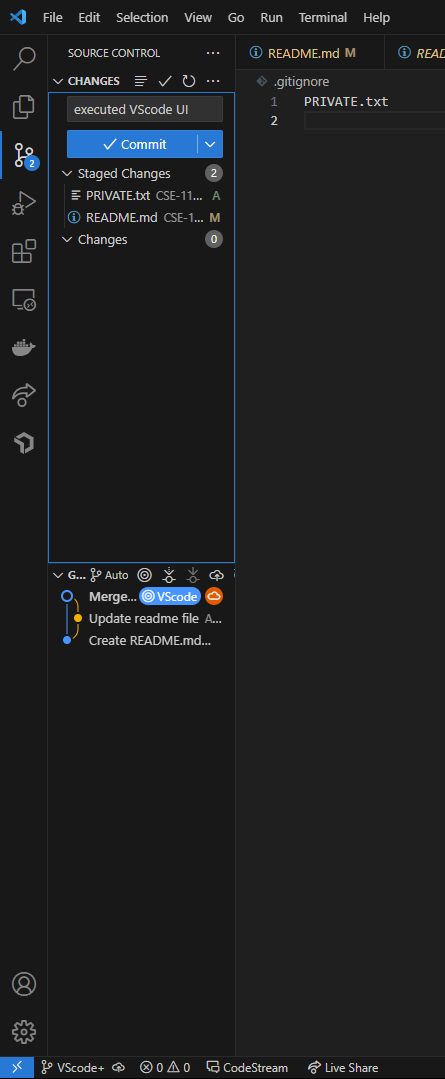 File Edit Selection View Go Run Terminal Help
SOURCE CONTROL ...
CHANGES ...
executed VScode UI
Commit
Staged Changes 2
PRIVATE.txt CSE-11... A
README.md CSE-1... M
Changes 0
G... Auto
Merge... VScode
Update readme file A...
Create README.md...
README.md M
READ
.gitignore
1 PRIVATE.txt
2
2
VScode+ 0 0 CodeStream Live Share